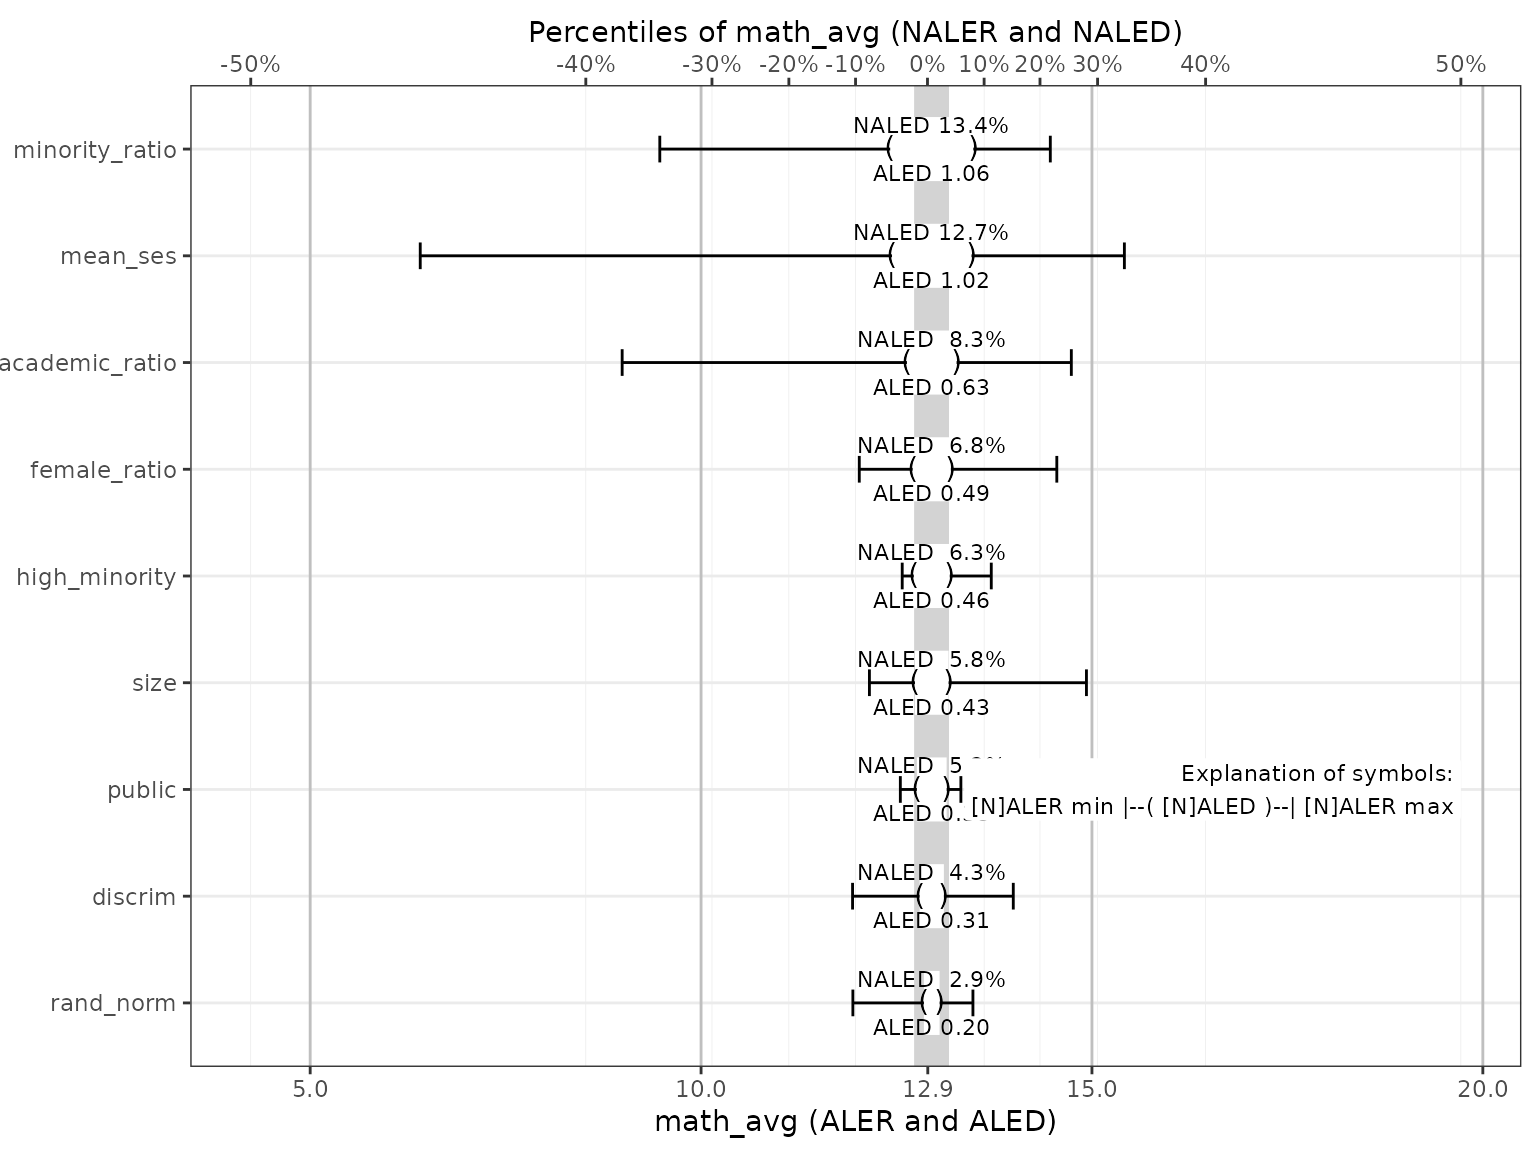 Percentiles of math_avg (NALER and NALED)
-50% -40% -30% -20% -10% 0% 10% 20% 30% 40% 50%
minority_ratio
NALED 13.4%
ALED 1.06
mean_ses
NALED 12.7%
ALED 1.02
academic_ratio
NALED 8.3%
ALED 0.63
female_ratio
NALED 6.8%
ALED 0.49
high_minority
NALED 6.3%
ALED 0.46
size
NALED 5.8%
ALED 0.43
public
NALED
ALED
Explanation of symbols:
[N]ALER min |--( [N]ALED )--| [N]ALER max
discrim
NALED 4.3%
ALED 0.31
rand_norm
NALED 2.9%
ALED 0.20
5.0 10.0 12.9 15.0 20.0
math_avg (ALER and ALED)